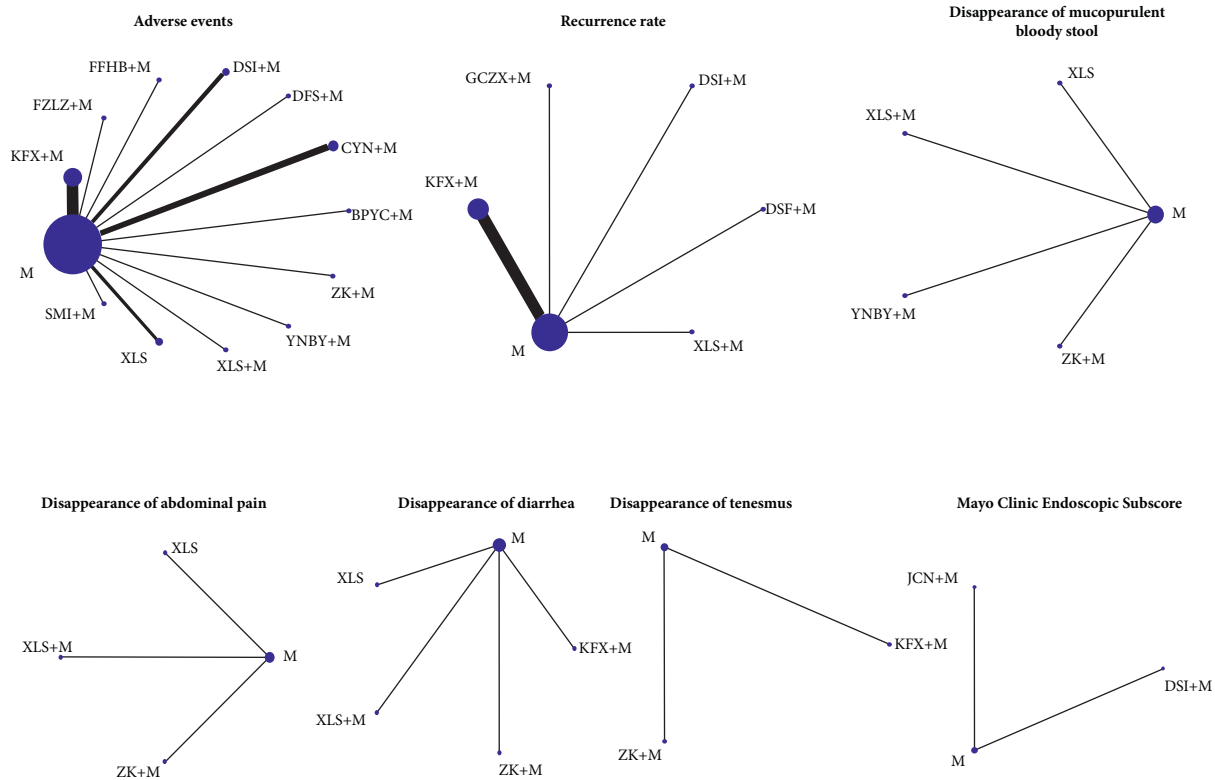 Adverse events
FFHB+M
DSI+M
FZLZ+M
DFS+M
KFX+M
CYN+M
BPYC+M
M
ZK+M
SMI+M
YNBY+M
XLS
XLS+M
Recurrence rate
GCZX+M
DSI+M
KFX+M
DSF+M
M
XLS+M
Disappearance of mucopurulent
bloody stool
XLS
XLS+M
M
YNBY+M
ZK+M
Disappearance of abdominal pain
XLS
XLS+M
M
ZK+M
Disappearance of diarrhea
M
XLS
KFX+M
XLS+M
ZK+M
Disappearance of tenesmus
M
KFX+M
ZK+M
Mayo Clinic Endoscopic Subscore
JCN+M
DSI+M
M